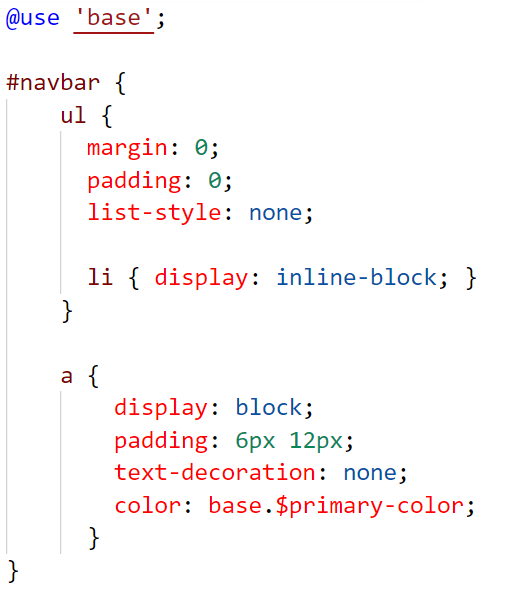 @use 'base';
#navbar {
ul {
margin: 0;
padding: 0;
list-style: none;
li { display: inline-block; }
}
a {
display: block;
padding: 6px 12px;
text-decoration: none;
color: base.$primary-color;
}
}